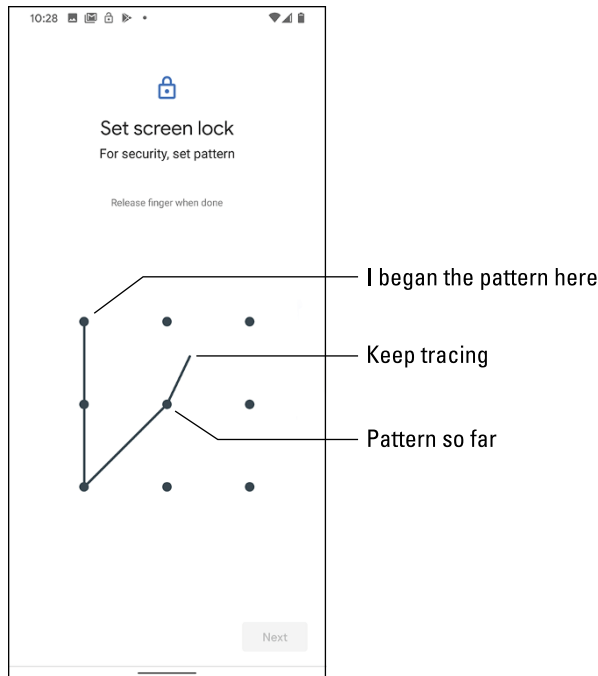 10:28
Set screen lock
For security, set pattern
Release finger when done
I began the pattern here
Keep tracing
Pattern so far
Next